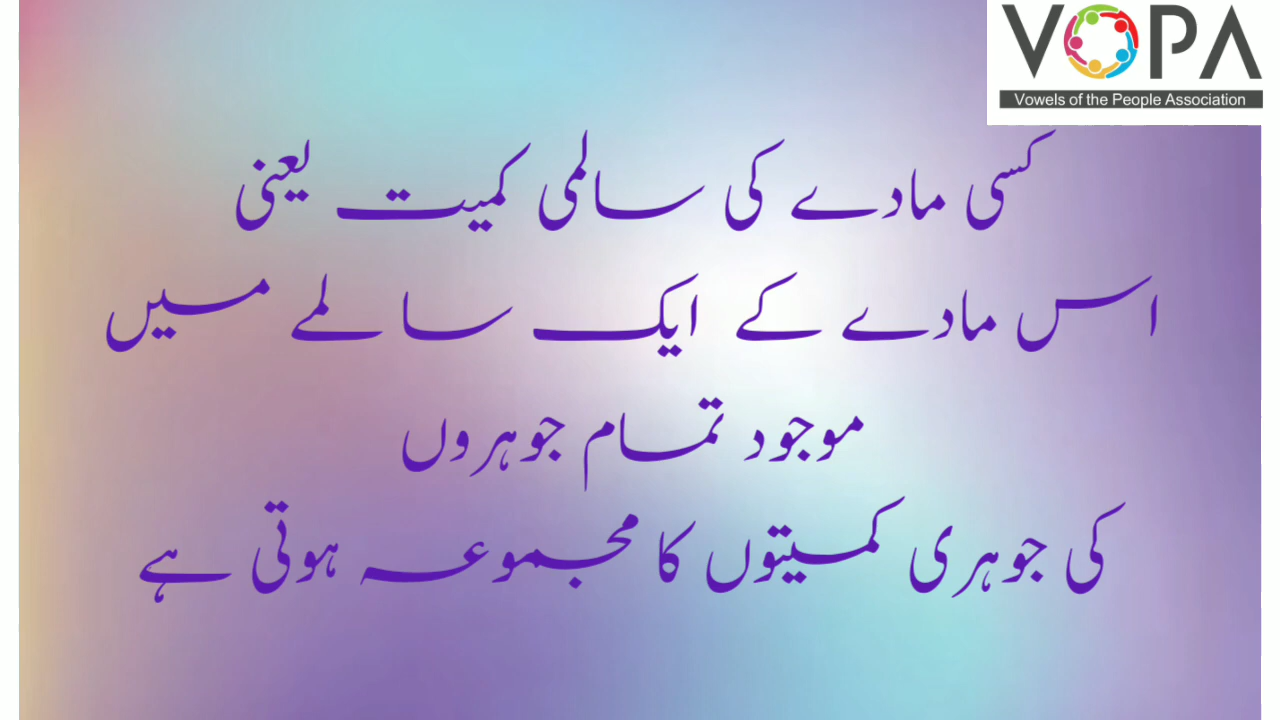 VOPA
Vowels of the People Association
کسی مادے کی سالمی کمیت یعنی
اس مادے کے ایک سالمے میں
موجود تمام جوہروں
کی جوہری کمیتوں کا مجموعہ ہوتی ہے